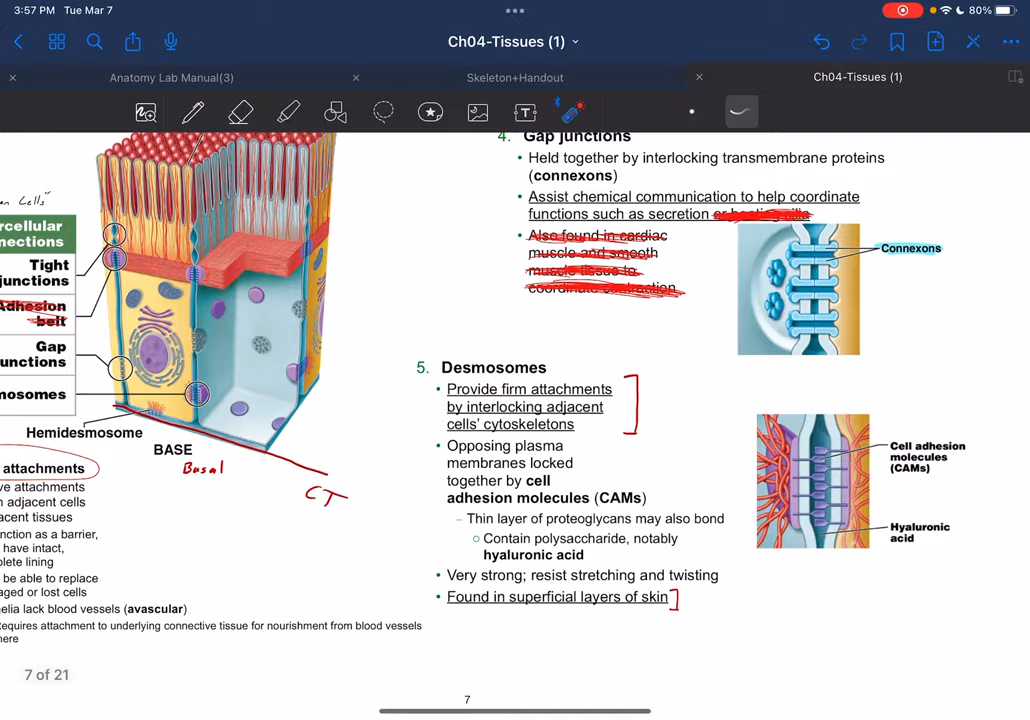 3:57 PM Tue Mar 7
80%
Ch04-Tissues (1)
Anatomy Lab Manual(3)
Skeleton+Handout
Ch04-Tissues (1)
Cells"
rcellular
nections
Tight
junctions
Adhesion
belt
Gap
unctions
mosomes
Hemidesmosome
BASE
Basal
CT
attachments
ve attachments
n adjacent cells
acent tissues
nction as a barrier,
have intact,
plete lining
be able to replace
aged or lost cells
elia lack blood vessels (avascular)
Requires attachment to underlying connective tissue for nourishment from blood vessels
here
7 of 21
4. Gap junctions
• Held together by interlocking transmembrane proteins
(connexons)
• Assist chemical communication to help coordinate
functions such as secretion or beating cilia
• Also found in cardiac
muscle and smooth
muscle tissue to
coordinate contraction
Connexons
5. Desmosomes
• Provide firm attachments
by interlocking adjacent
cells' cytoskeletons
• Opposing plasma
membranes locked
together by cell
adhesion molecules (CAMs)
– Thin layer of proteoglycans may also bond
○ Contain polysaccharide, notably
hyaluronic acid
• Very strong; resist stretching and twisting
• Found in superficial layers of skin
Cell adhesion
molecules
(CAMs)
Hyaluronic
acid
7